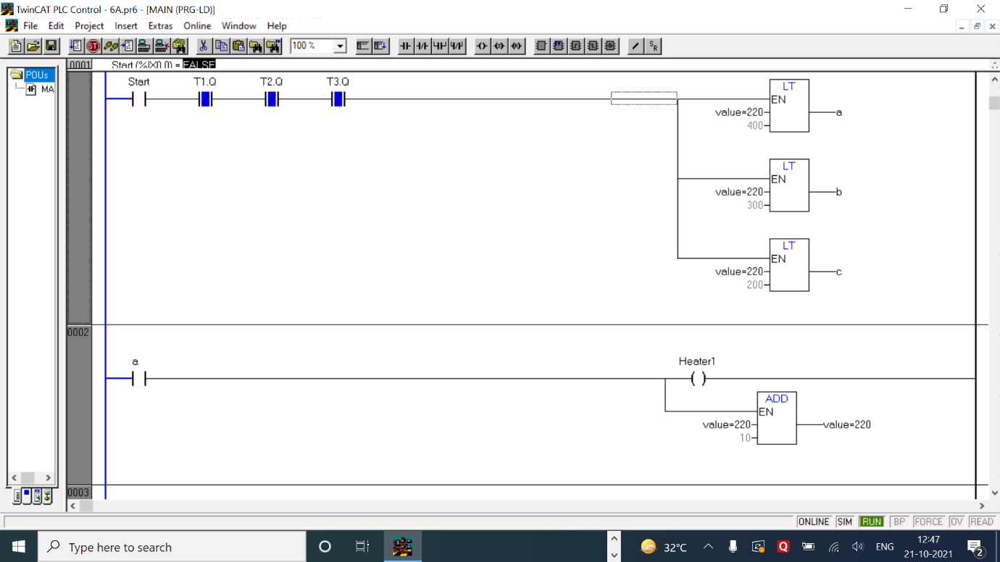 TwinCAT PLC Control - 6A.pr6 - [MAIN (PRG-LD)]
File Edit Project Insert Extras Online Window Help
100 %
0001 Start (%IX0.0) = FALSE
POUs
MA
Start T1.Q T2.Q T3.Q
LT
EN
value=220 a
400
LT
EN
value=220 b
300
LT
EN
value=220 c
200
0002
a Heater1
ADD
EN
value=220 value=220
10
0003
ONLINE SIM RUN BP FORCE OV READ
Type here to search
32°C ENG 12:47
21-10-2021
2